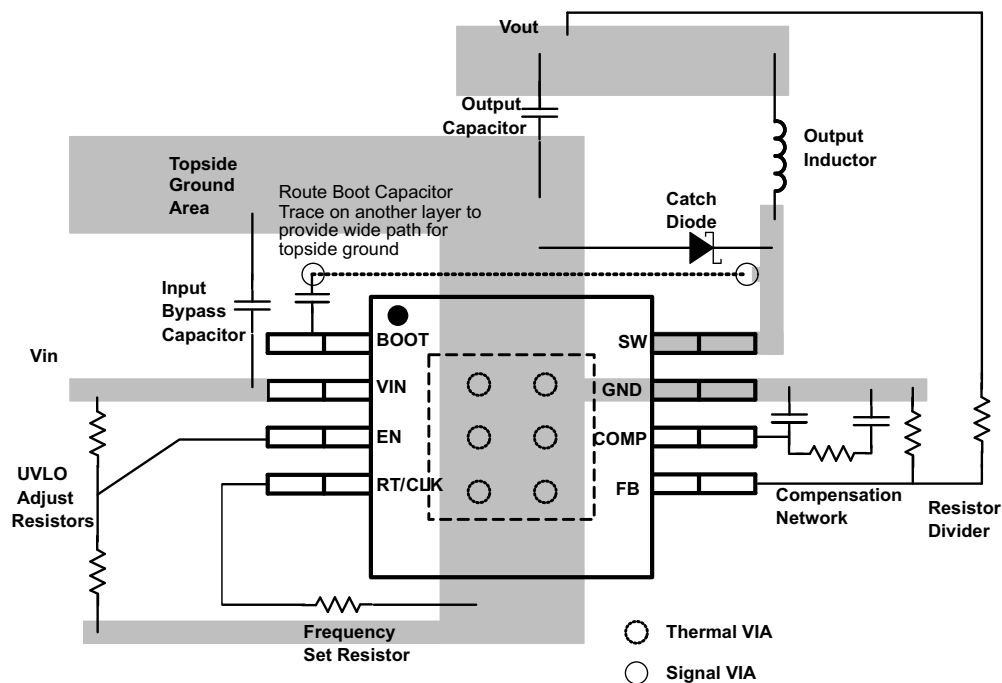 Vout
Output
Capacitor
Output
Inductor
Topside
Ground
Area
Route Boot Capacitor
Trace on another layer to
provide wide path for
topside ground
Catch
Diode
Input
Bypass
Capacitor
Vin
BOOT
SW
VIN
GND
EN
COMP
RT/CLK
FB
UVLO
Adjust
Resistors
Compensation
Network
Resistor
Divider
Frequency
Set Resistor
Thermal VIA
Signal VIA